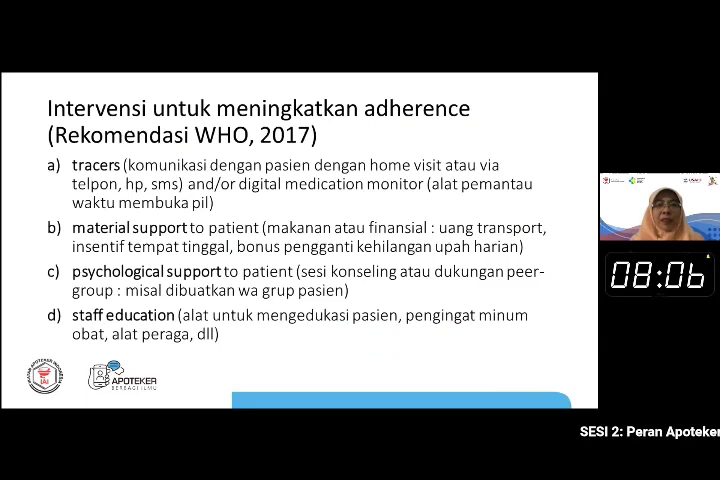 Intervensi untuk meningkatkan adherence
(Rekomendasi WHO, 2017)
a) tracers (komunikasi dengan pasien dengan home visit atau via
telpon, hp, sms) and/or digital medication monitor (alat pemantau
waktu membuka pil)
b) material support to patient (makanan atau finansial : uang transport,
insentif tempat tinggal, bonus pengganti kehilangan upah harian)
c) psychological support to patient (sesi konseling atau dukungan peer-
group : misal dibuatkan wa grup pasien)
d) staff education (alat untuk mengedukasi pasien, pengingat minum
obat, alat peraga, dll)
IAI
APOTEKER
BERBAGI ILMU
08:06
SESI 2: Peran Apoteker